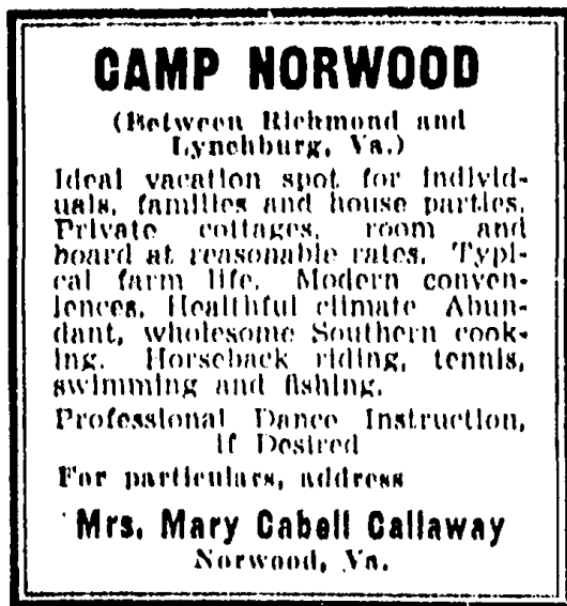 CAMP NORWOOD
(Between Richmond and
Lynchburg, Va.)
Ideal vacation spot for individ-
uals, families and house parties.
Private cottages, room and
board at reasonable rates. Typi-
cal farm life. Modern conven-
iences. Healthful climate Abun-
dant, wholesome Southern cook-
ing. Horseback riding, tennis,
swimming and fishing.
Professional Dance Instruction,
if Desired
For particulars, address
Mrs. Mary Cabell Callaway
Norwood, Va.